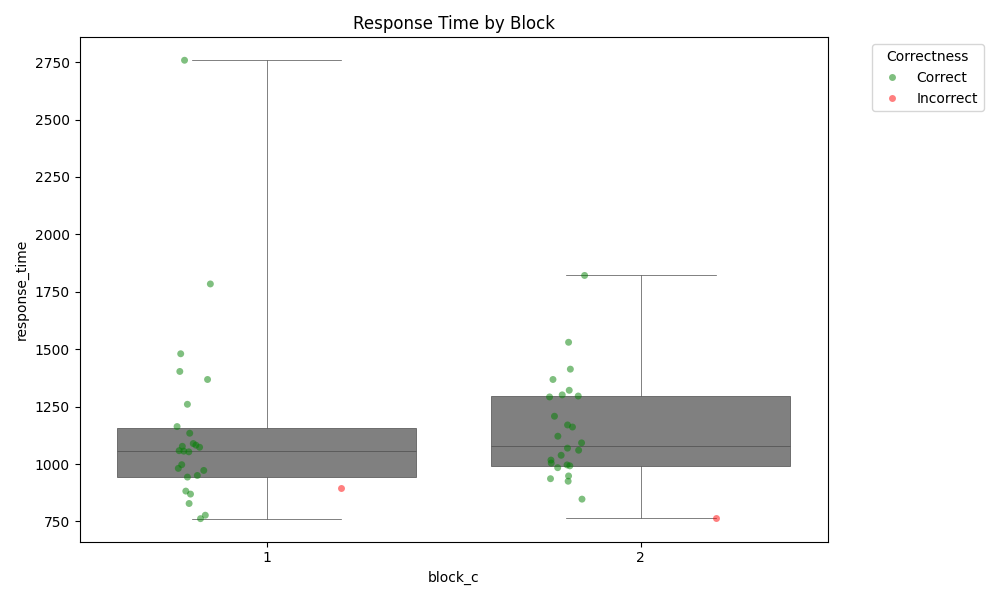 Response Time by Block
Correctness
Correct
Incorrect
2750
2500
2250
2000
1750
1500
1250
1000
750
response_time
1
2
block_c